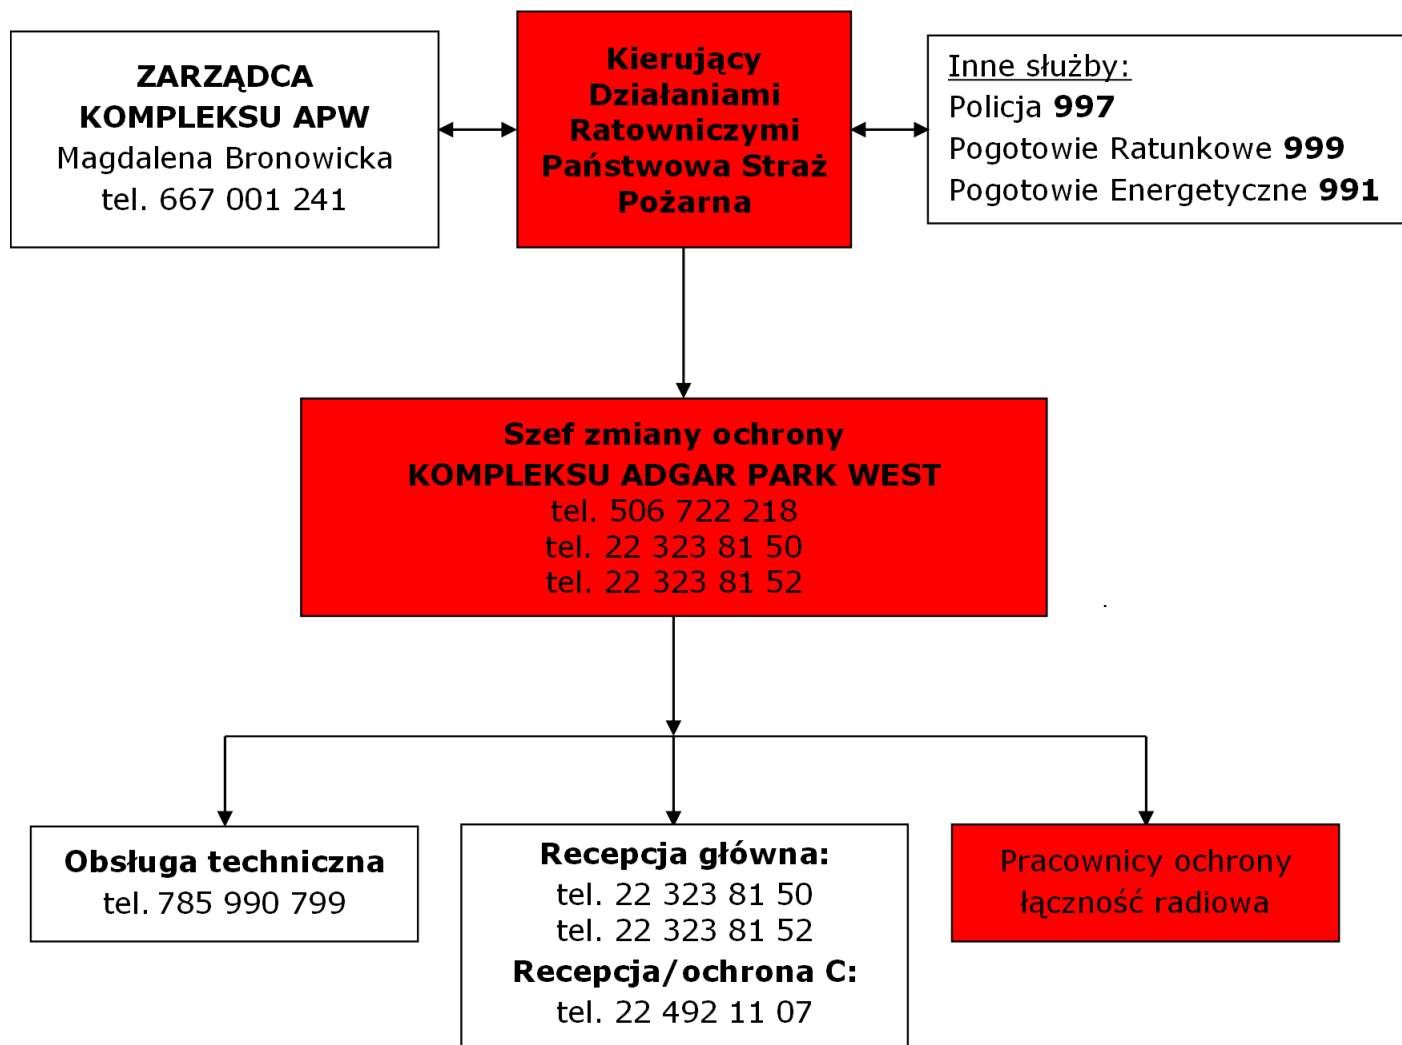 ZARZĄDCA
KOMPLEKSU APW
Magdalena Bronowicka
tel. 667 001 241
Kierujący
Działaniami
Ratowniczymi
Państwowa Straż
Pożarna
Inne służby:
Policja 997
Pogotowie Ratunkowe 999
Pogotowie Energetyczne 991
Szef zmiany ochrony
KOMPLEKSU ADGAR PARK WEST
tel. 506 722 218
tel. 22 323 81 50
tel. 22 323 81 52
Obsługa techniczna
tel. 785 990 799
Recepcja główna:
tel. 22 323 81 50
tel. 22 323 81 52
Recepcja/ochrona C:
tel. 22 492 11 07
Pracownicy ochrony
łączność radiowa